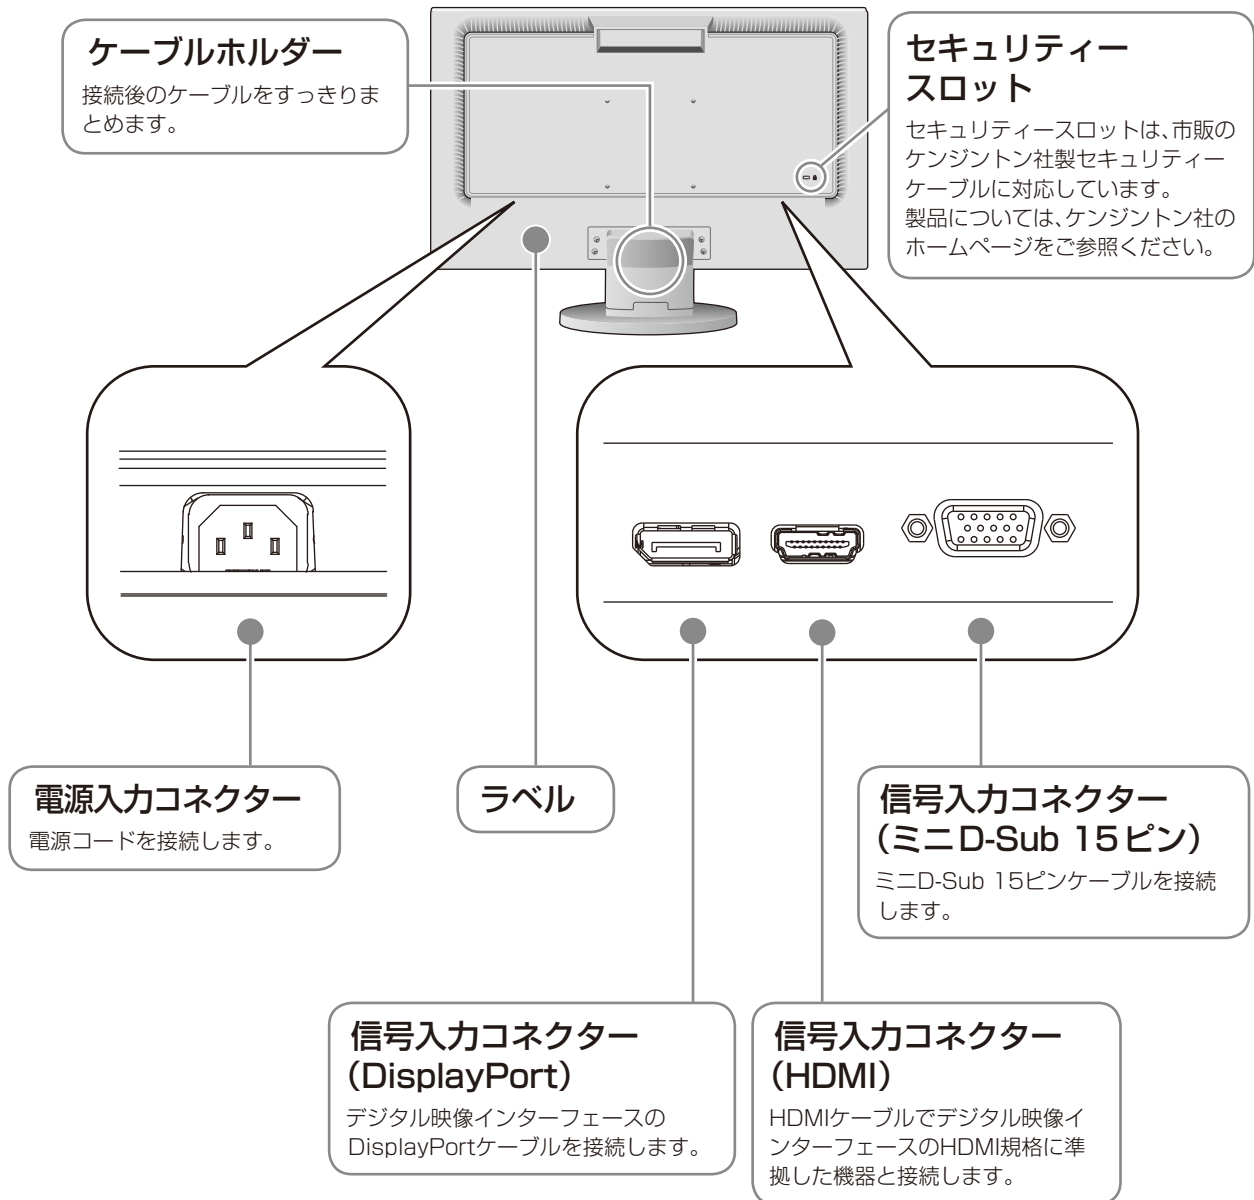 ケーブルホルダー
接続後のケーブルをすっきりま
とめます。
セキュリティー
スロット
セキュリティースロットは、市販の
ケンジントン社製セキュリティー
ケーブルに対応しています。
製品については、ケンジントン社の
ホームページをご参照ください。
電源入力コネクター
電源コードを接続します。
ラベル
信号入力コネクター
（ミニD-Sub 15ピン）
ミニD-Sub 15ピンケーブルを接続
します。
信号入力コネクター
（DisplayPort）
デジタル映像インターフェースの
DisplayPortケーブルを接続します。
信号入力コネクター
（HDMI）
HDMIケーブルでデジタル映像イ
ンターフェースのHDMI規格に準
拠した機器と接続します。